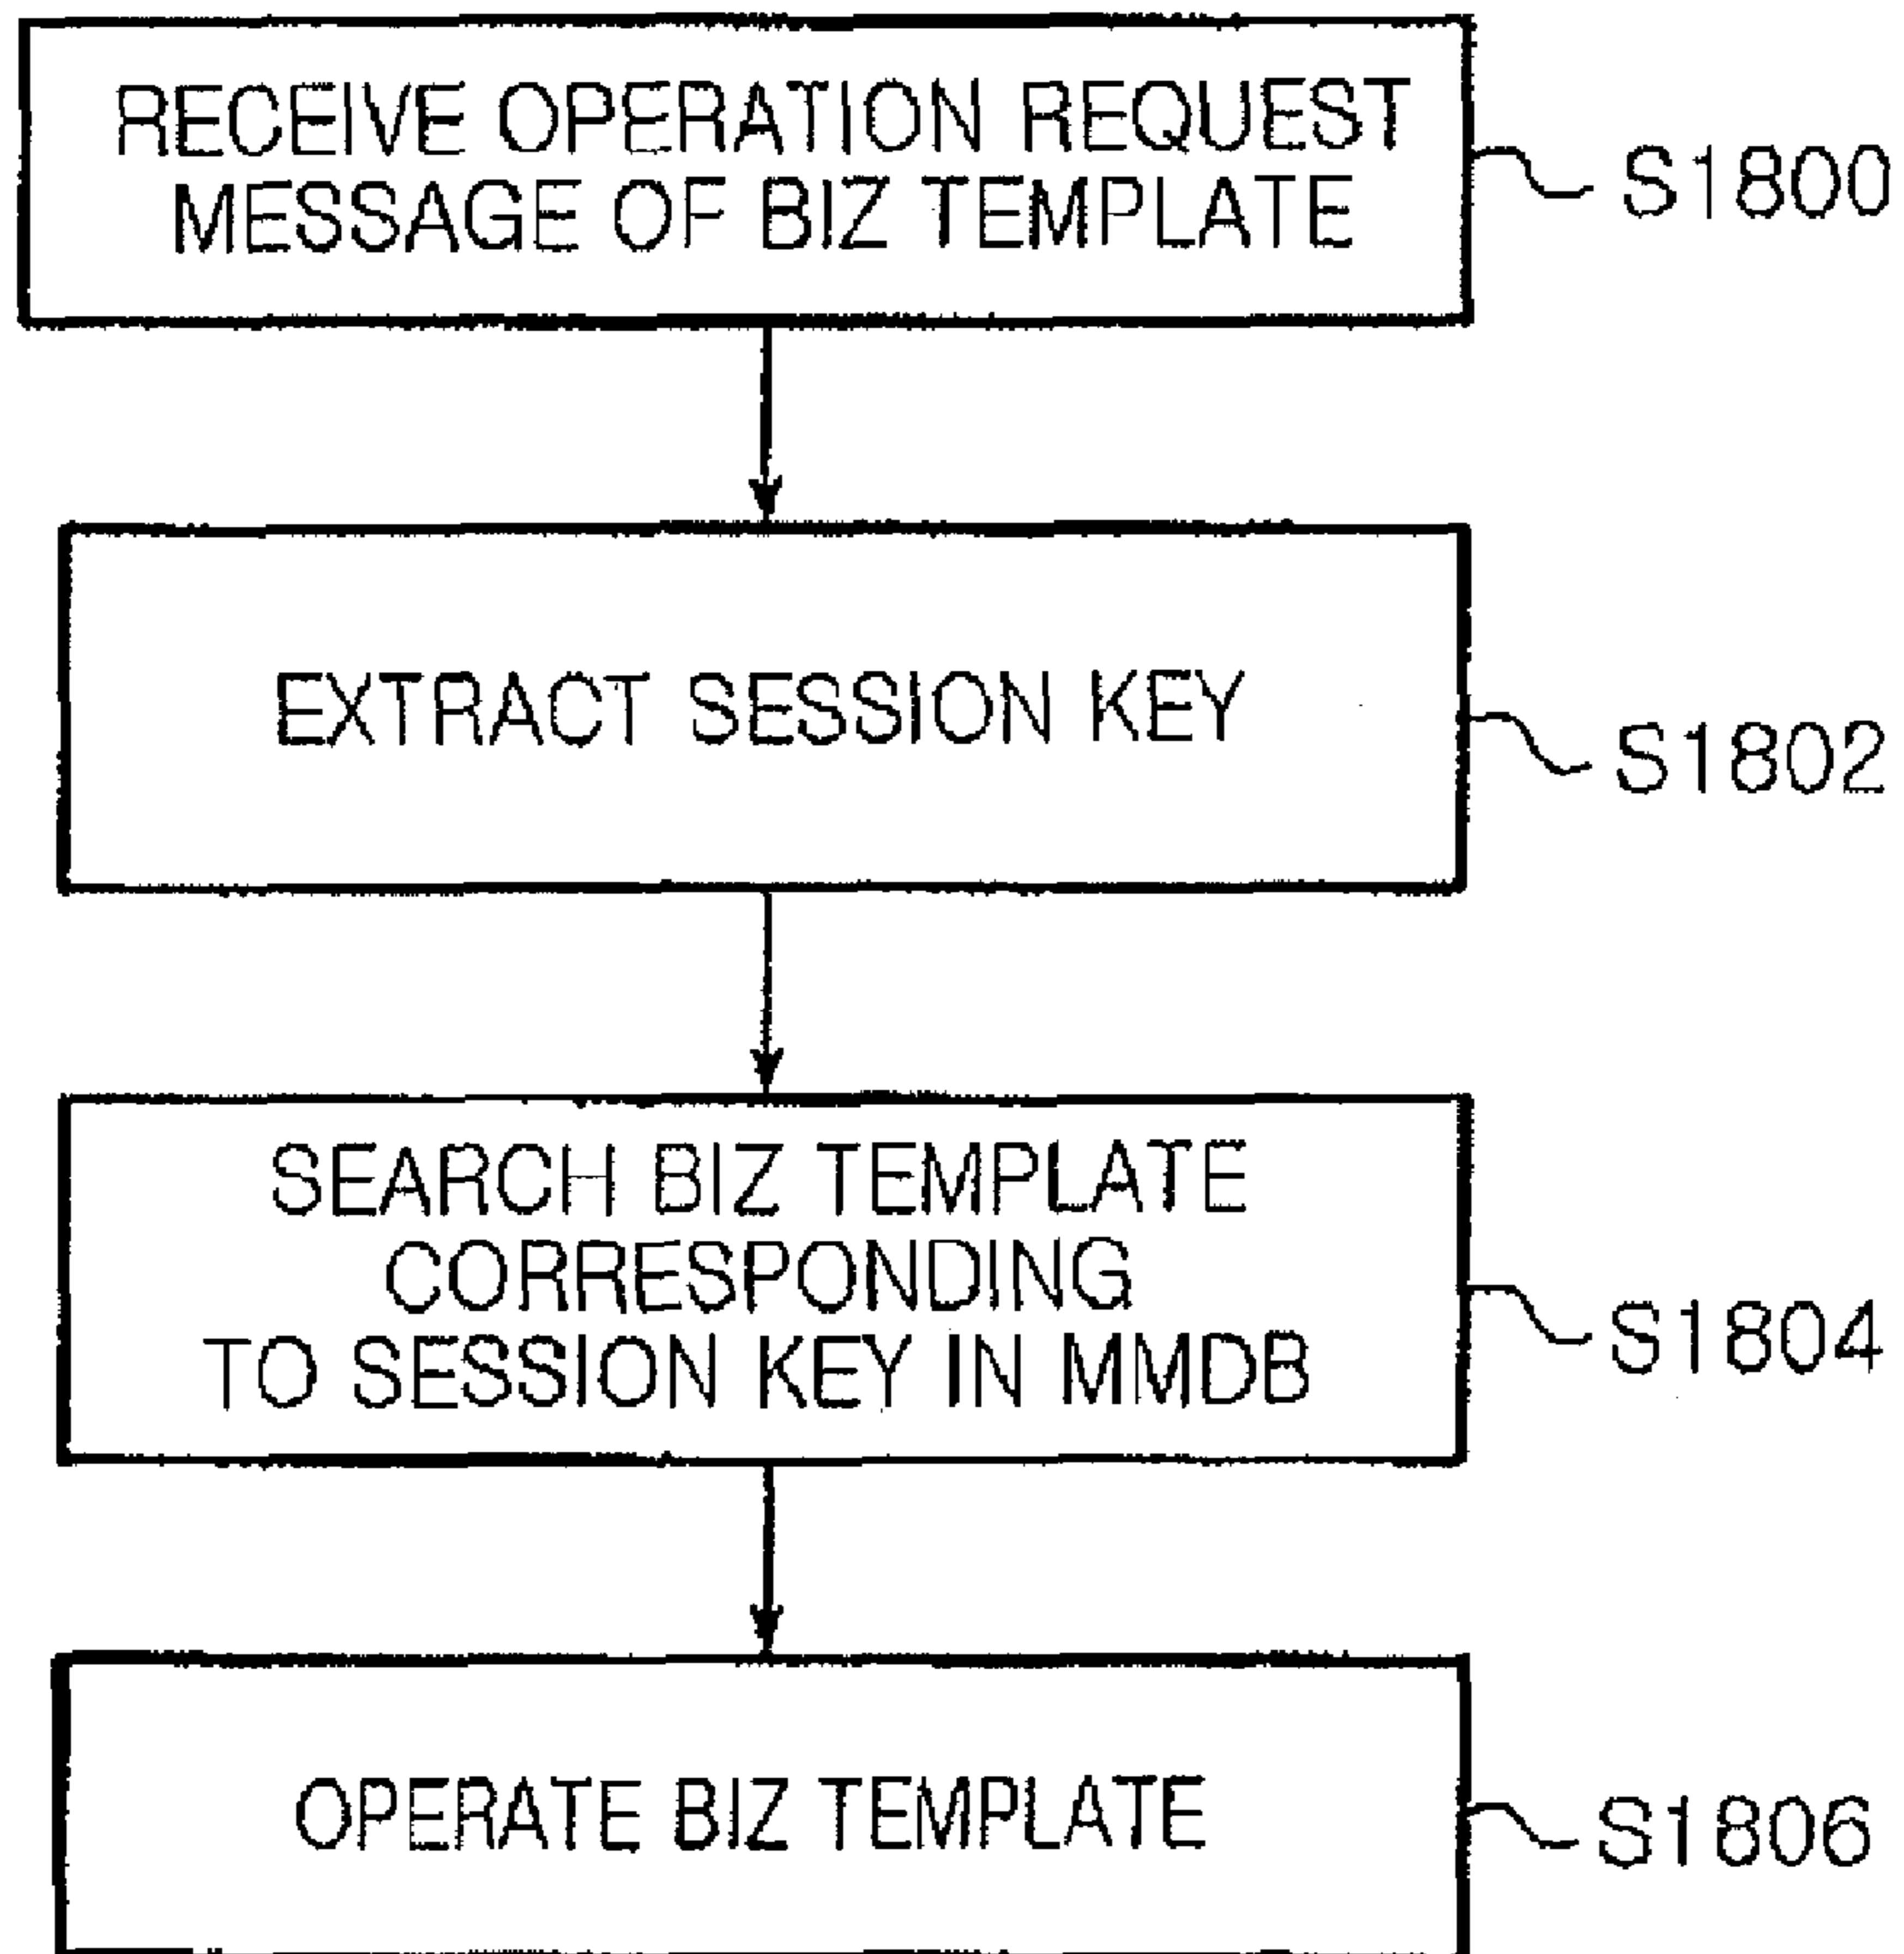 RECEIVE OPERATION REQUEST
MESSAGE OF BIZ TEMPLATE
S1800
EXTRACT SESSION KEY
S1802
SEARCH BIZ TEMPLATE
CORRESPONDING
TO SESSION KEY IN MMDB
S1804
OPERATE BIZ TEMPLATE
S1806